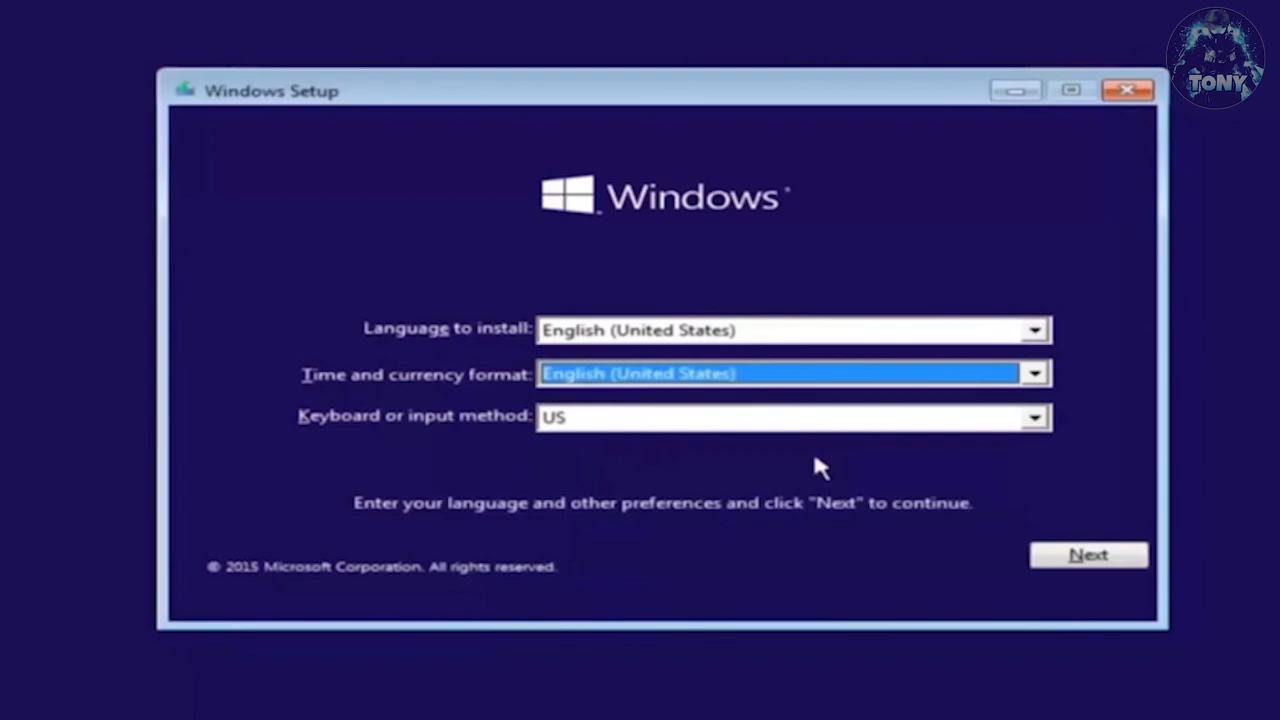 TONY
Windows Setup
Windows
Language to install: English (United States)
Time and currency format: English (United States)
Keyboard or input method: US
Enter your language and other preferences and click "Next" to continue.
© 2015 Microsoft Corporation. All rights reserved.
Next